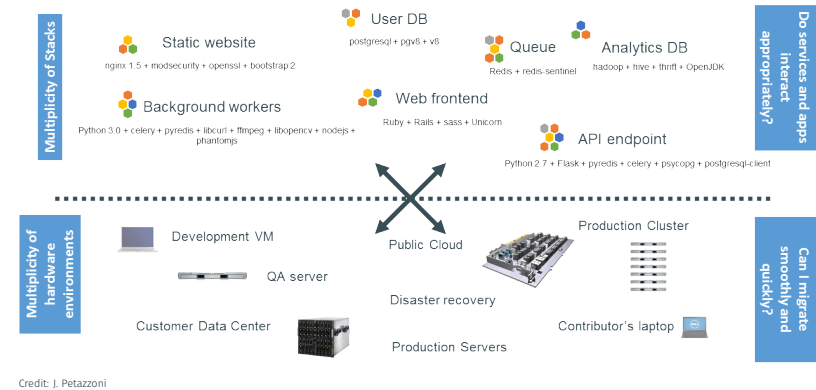 Multiplicity of Stacks
Static website
nginx 1.5 + modsecurity + openssl + bootstrap 2
User DB
postgresql + pgv8 + v8
Queue
Redis + redis-sentinel
Analytics DB
hadoop + hive + thrift + OpenJDK
Do services and apps
interact
appropriately?
Background workers
Python 3.0 + celery + pyredis + libcurl + ffmpeg + libopencv + nodejs +
phantomjs
Web frontend
Ruby + Rails + sass + Unicorn
API endpoint
Python 2.7 + Flask + pyredis + celery + psycopg + postgresql-client
Multiplicity of
hardware
environments
Development VM
QA server
Customer Data Center
Public Cloud
Disaster recovery
Production Servers
Production Cluster
Contributor's laptop
Can I migrate
smoothly and
quickly?
Credit: J. Petazzoni